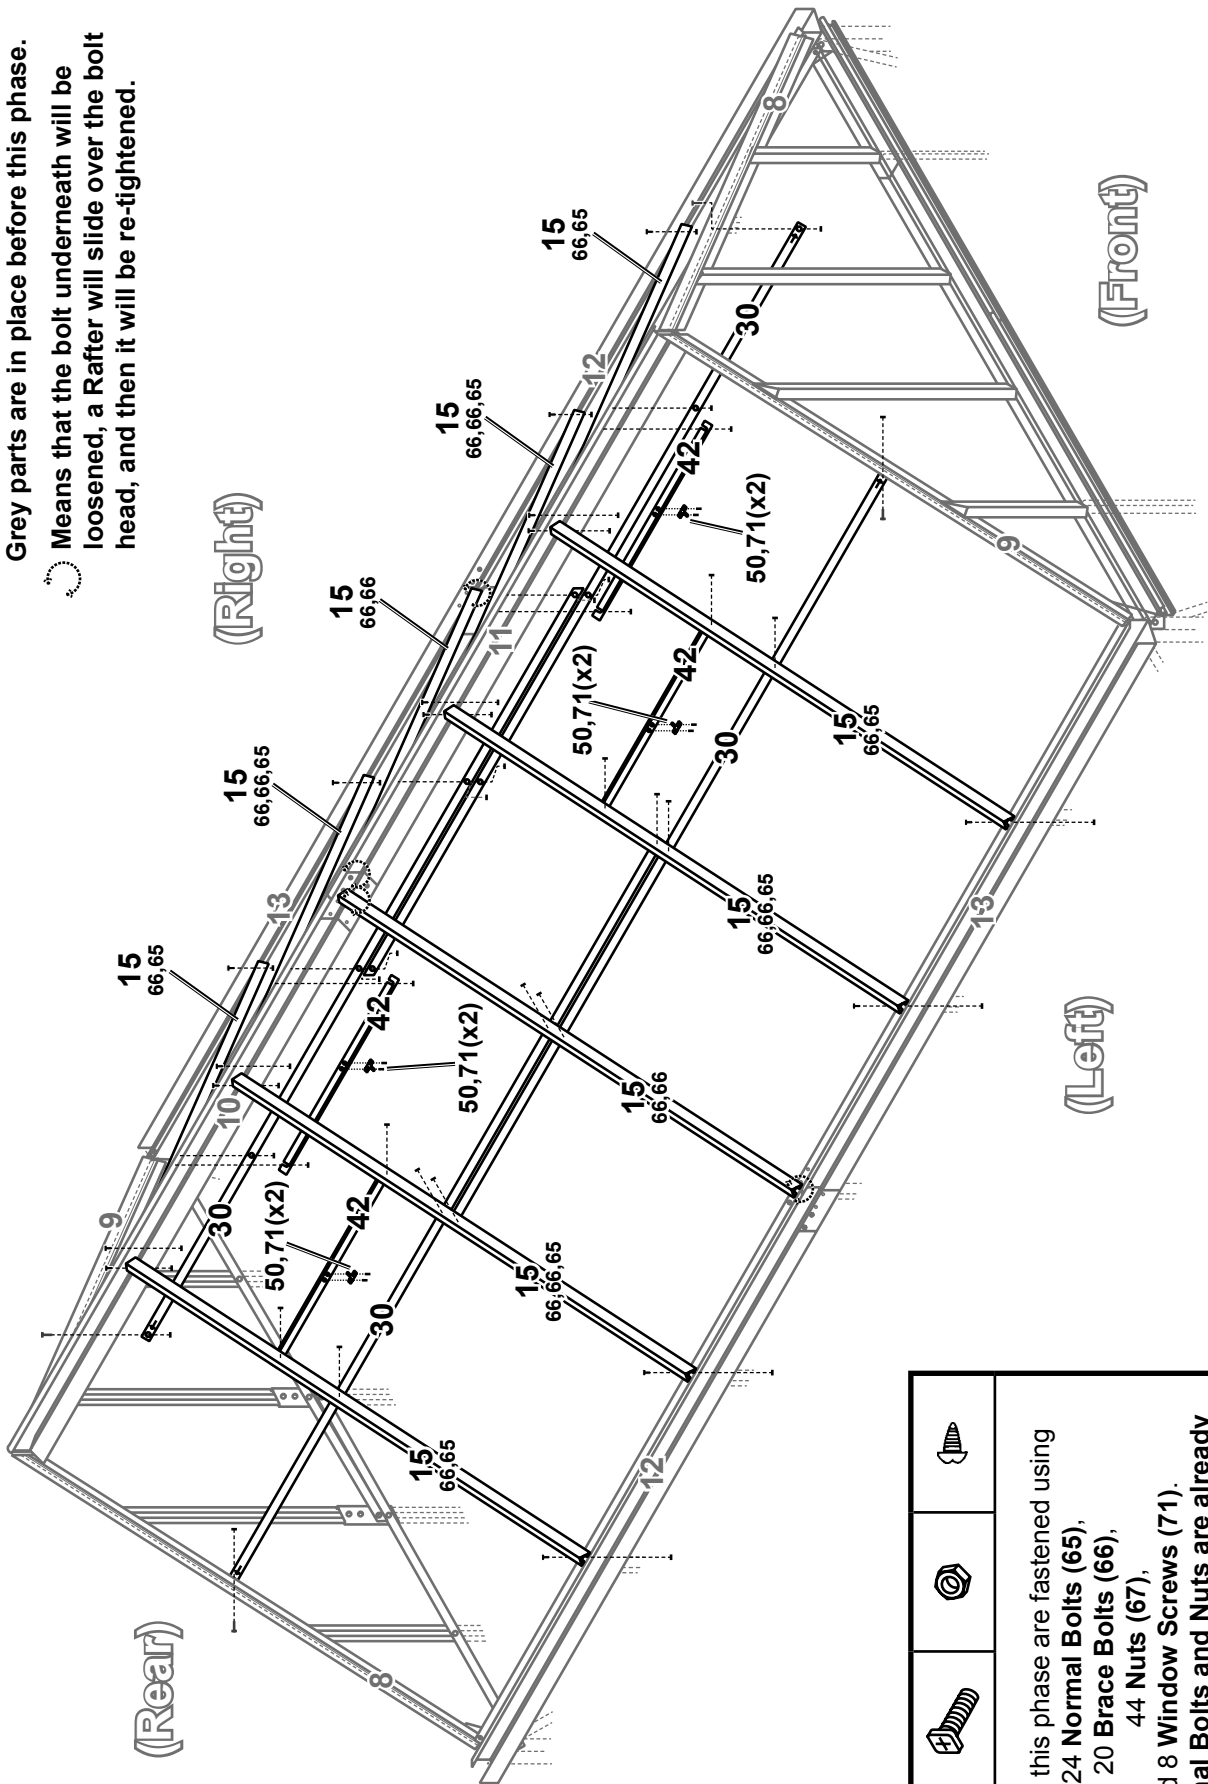 Grey parts are in place before this phase.
Means that the bolt underneath will be
loosened, a Rafter will slide over the bolt
head, and then it will be re-tightened.
(Right)
(Rear)
(Front)
(Left)
15
66,65
15
66,66,65
15
66,66
15
66,66,65
15
66,65
9
10
13
11
12
8
30
42
50,71(x2)
30
42
50,71(x2)
42
50,71(x2)
30
42
50,71(x2)
30
8
9
15
66,65
15
66,66,65
15
66,66
15
66,66,65
15
66,65
12
13
this phase are fastened using
24 Normal Bolts (65),
20 Brace Bolts (66),
44 Nuts (67),
8 Window Screws (71).
Bolts and Nuts are already